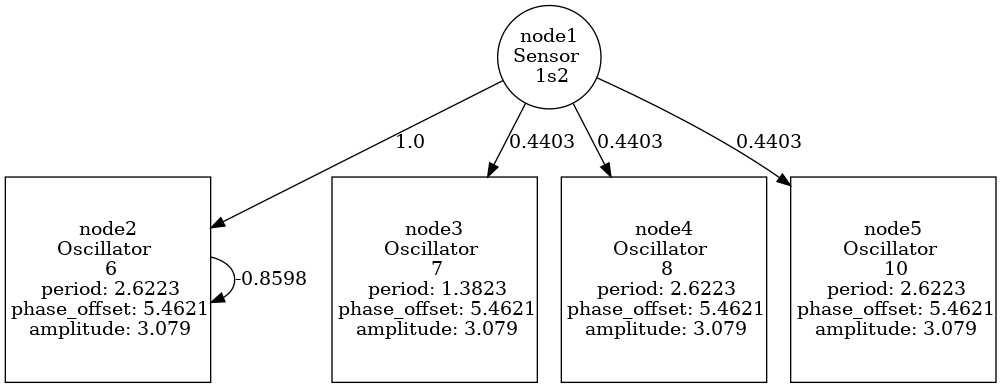 node1
Sensor
1s2
1.0
0.4403
0.4403
0.4403
node2
Oscillator
6
period: 2.6223
phase_offset: 5.4621
amplitude: 3.079
-0.8598
node3
Oscillator
7
period: 1.3823
phase_offset: 5.4621
amplitude: 3.079
node4
Oscillator
8
period: 2.6223
phase_offset: 5.4621
amplitude: 3.079
node5
Oscillator
10
period: 2.6223
phase_offset: 5.4621
amplitude: 3.079